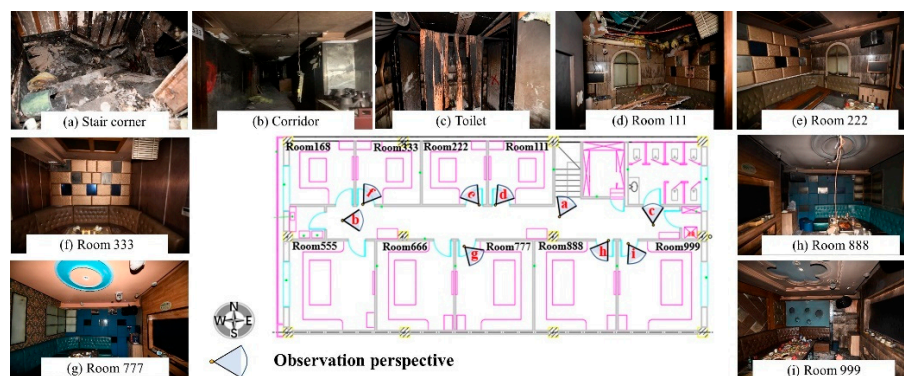 (a) Stair corner
(b) Corridor
(c) Toilet
(d) Room 111
(e) Room 222
(f) Room 333
(h) Room 888
(g) Room 777
(i) Room 999
Room168
Room333
Room222
Room111
f
e
d
a
b
c
Room555
Room666
Room777
Room888
Room999
g
h
i
N
W
E
S
Observation perspective